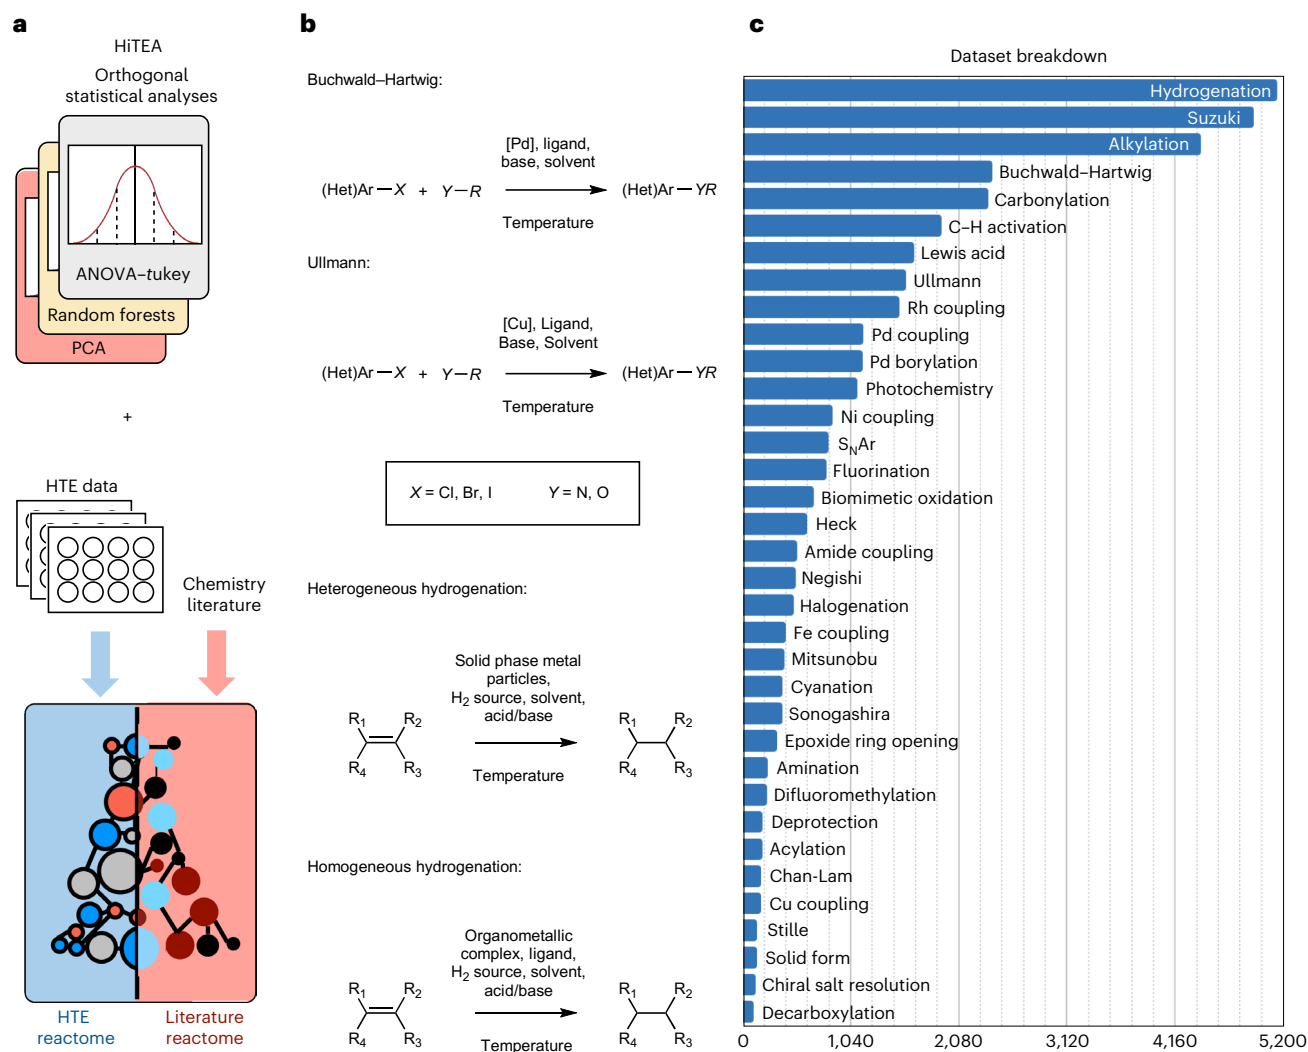 a
HiTEA
Orthogonal
statistical analyses
ANOVA–tukey
Random forests
PCA
+
HTE data
Chemistry
literature
HTE
reactome
Literature
reactome
b
Buchwald–Hartwig:
[Pd], ligand,
base, solvent
(Het)Ar—X + Y—R
(Het)Ar—YR
Temperature
Ullmann:
[Cu], Ligand,
Base, Solvent
(Het)Ar—X + Y—R
(Het)Ar—YR
Temperature
X = Cl, Br, I Y = N, O
Heterogeneous hydrogenation:
Solid phase metal
particles,
H2 source, solvent,
acid/base
R1 R2
R4 R3
Temperature
R1 R2
R4 R3
Homogeneous hydrogenation:
Organometallic
complex, ligand,
H2 source, solvent,
acid/base
R1 R2
R4 R3
Temperature
R1 R2
R4 R3
c
Dataset breakdown
Hydrogenation
Suzuki
Alkylation
Buchwald–Hartwig
Carbonylation
C–H activation
Lewis acid
Ullmann
Rh coupling
Pd coupling
Pd borylation
Photochemistry
Ni coupling
SNAr
Fluorination
Biomimetic oxidation
Heck
Amide coupling
Negishi
Halogenation
Fe coupling
Mitsunobu
Cyanation
Sonogashira
Epoxide ring opening
Amination
Difluoromethylation
Deprotection
Acylation
Chan-Lam
Cu coupling
Stille
Solid form
Chiral salt resolution
Decarboxylation
0 1,040 2,080 3,120 4,160 5,200